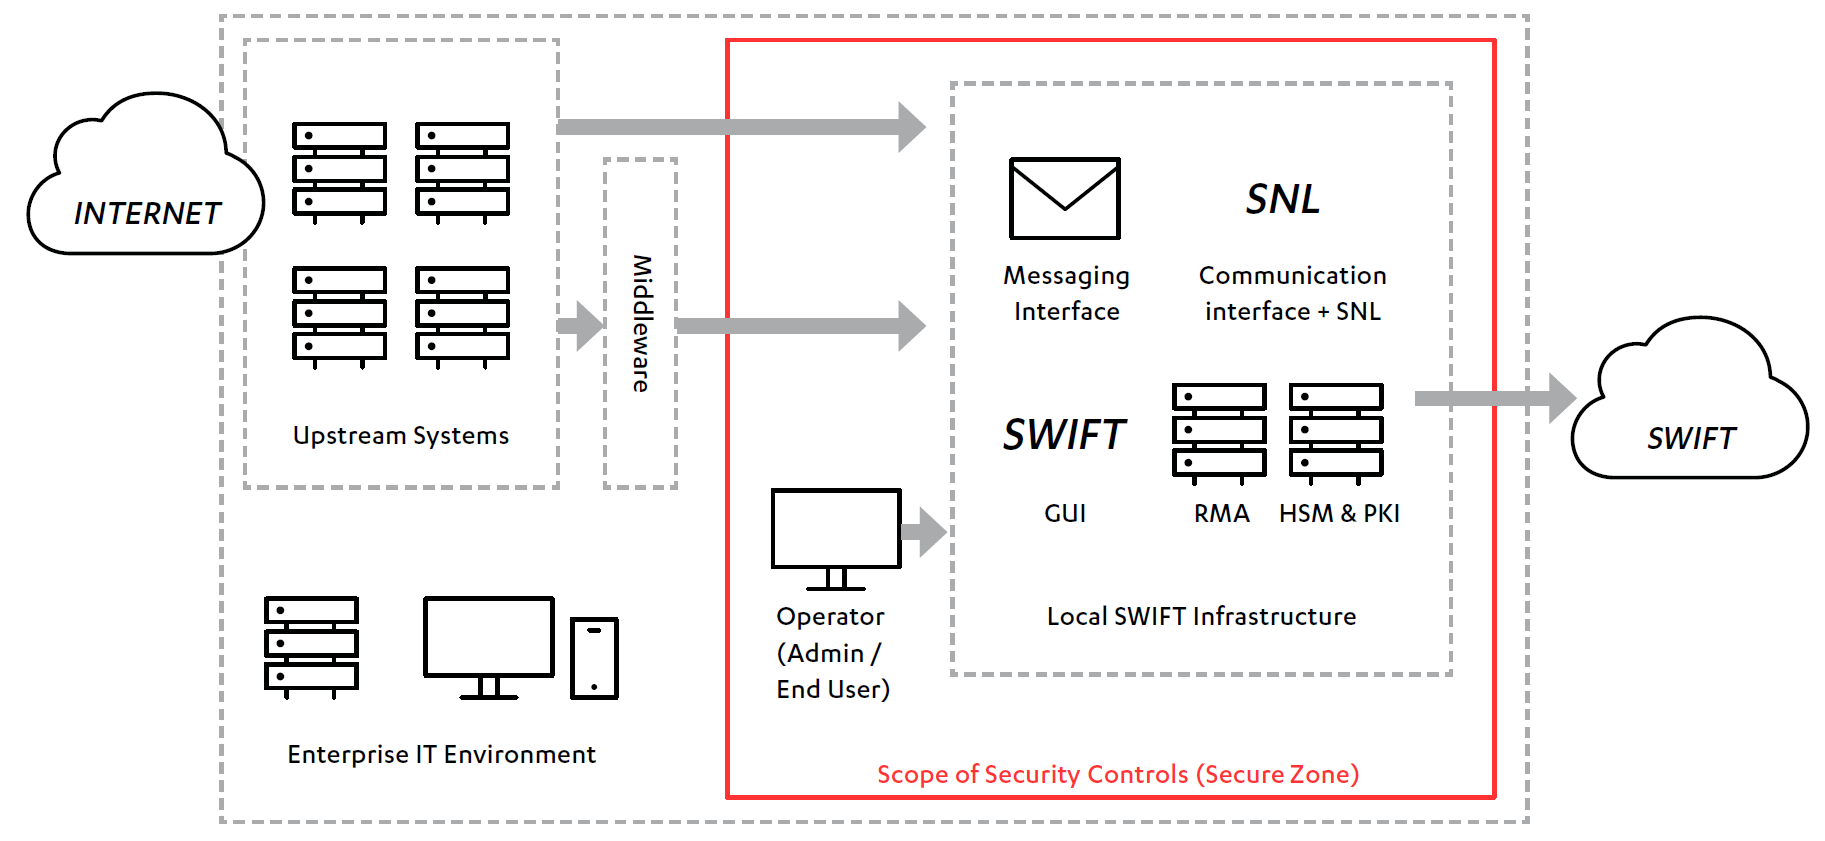 INTERNET
Upstream Systems
Middleware
Enterprise IT Environment
Messaging
Interface
SNL
Communication
interface + SNL
SWIFT
GUI
RMA
HSM & PKI
Local SWIFT Infrastructure
Operator
(Admin /
End User)
Scope of Security Controls (Secure Zone)
SWIFT